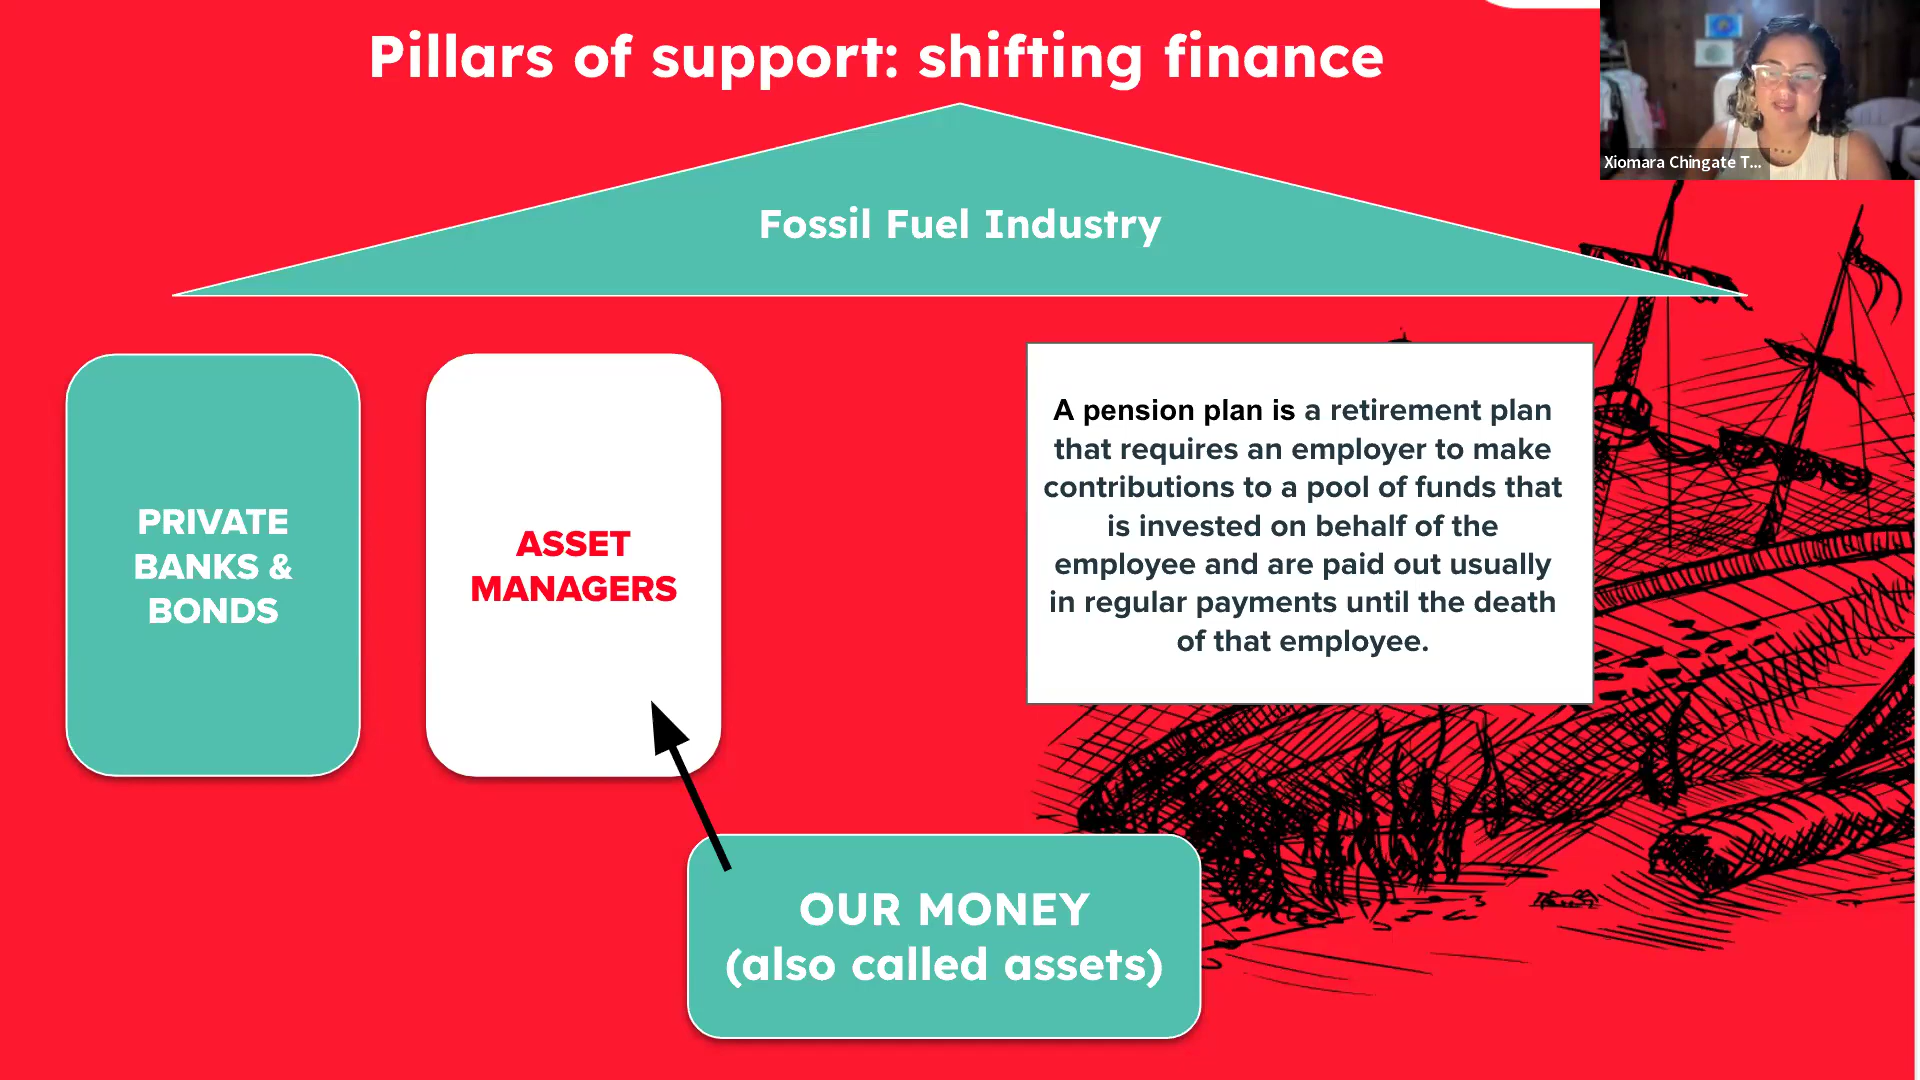 Pillars of support: shifting finance
Xiomara Chingate T...
Fossil Fuel Industry
PRIVATE
BANKS &
BONDS
ASSET
MANAGERS
A pension plan is a retirement plan
that requires an employer to make
contributions to a pool of funds that
is invested on behalf of the
employee and are paid out usually
in regular payments until the death
of that employee.
OUR MONEY
(also called assets)